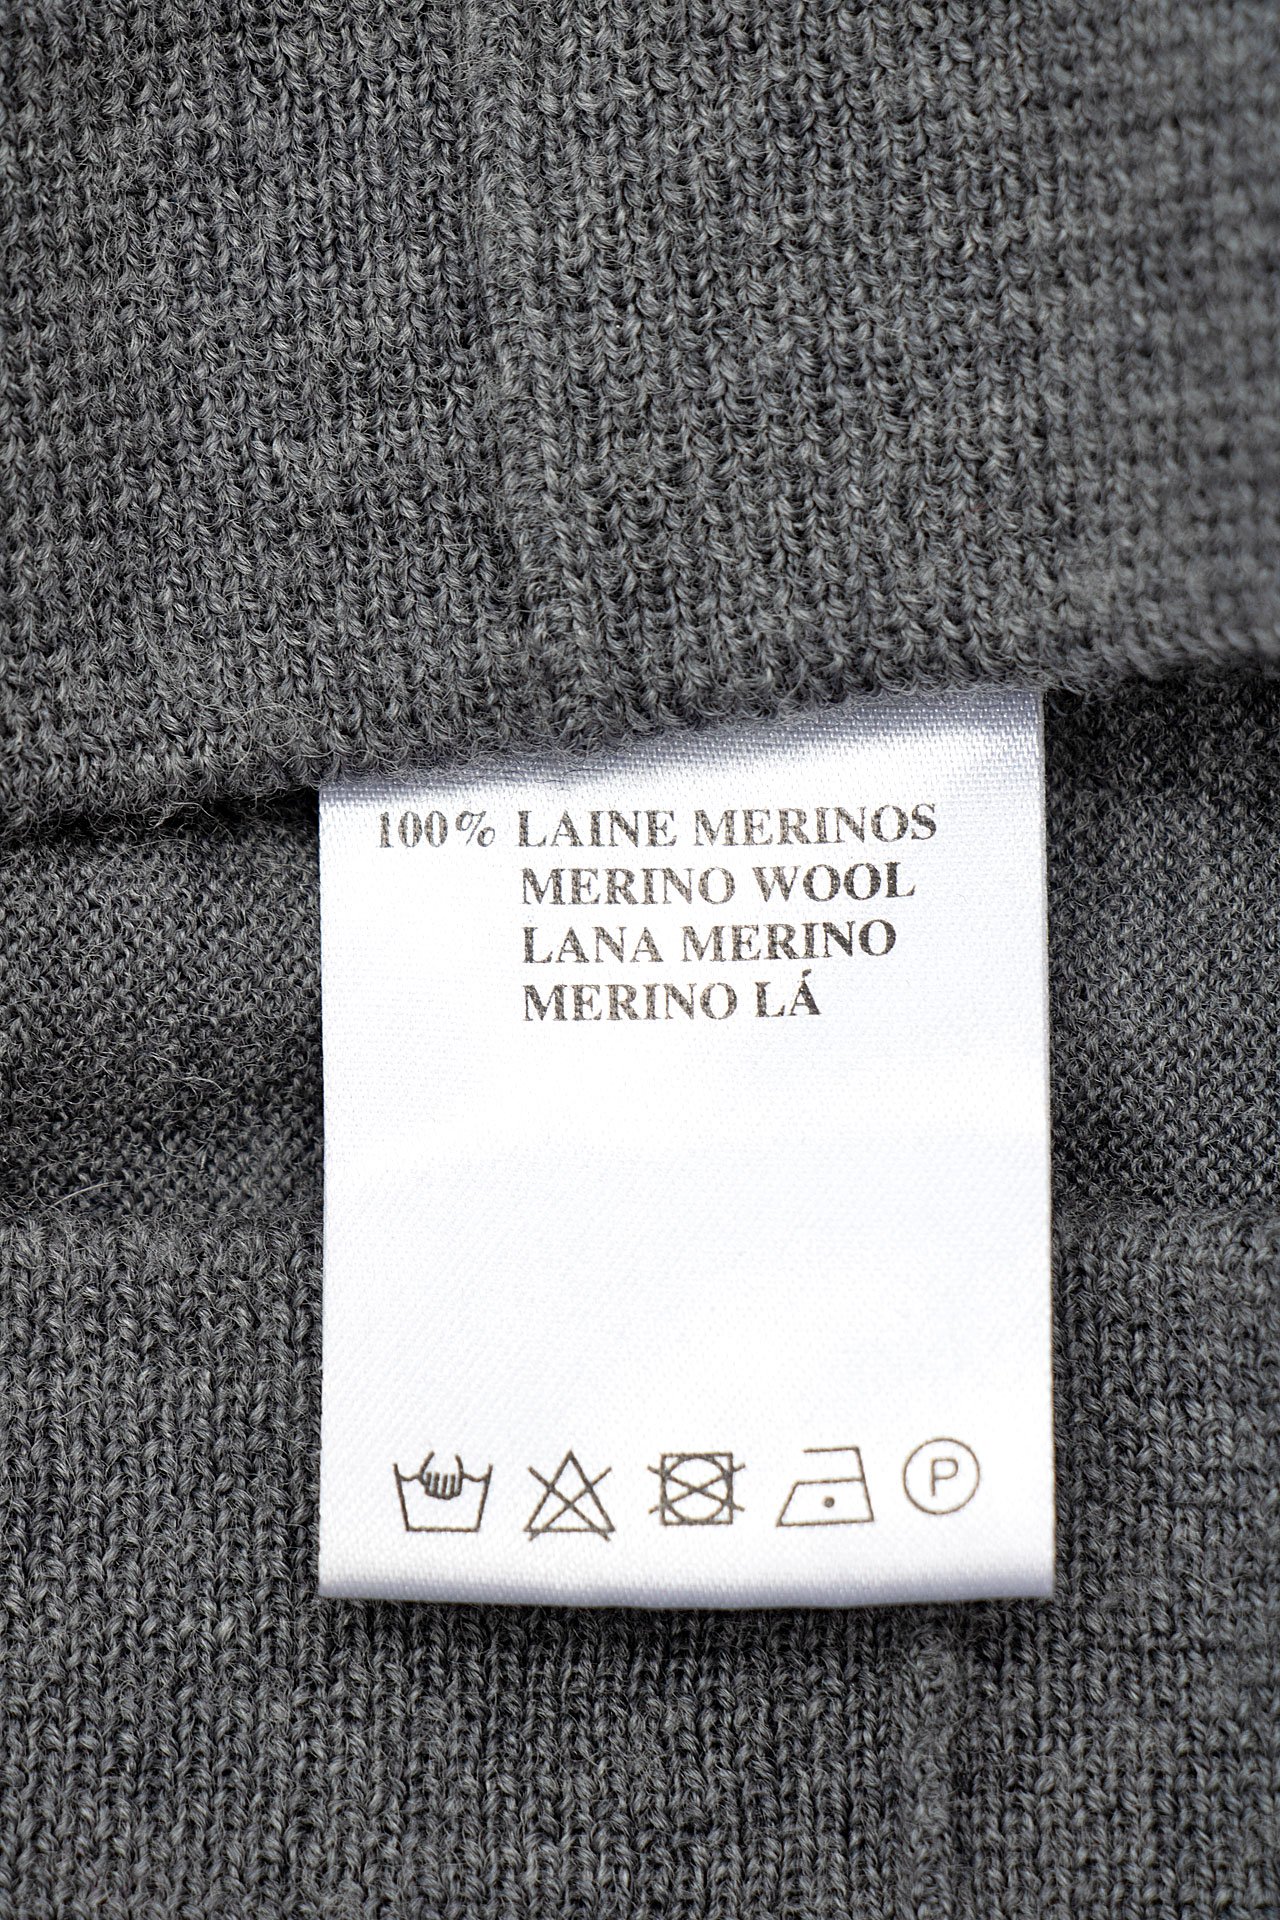 100% LAINE MERINOS
MERINO WOOL
LANA MERINO
MERINO LÁ
P